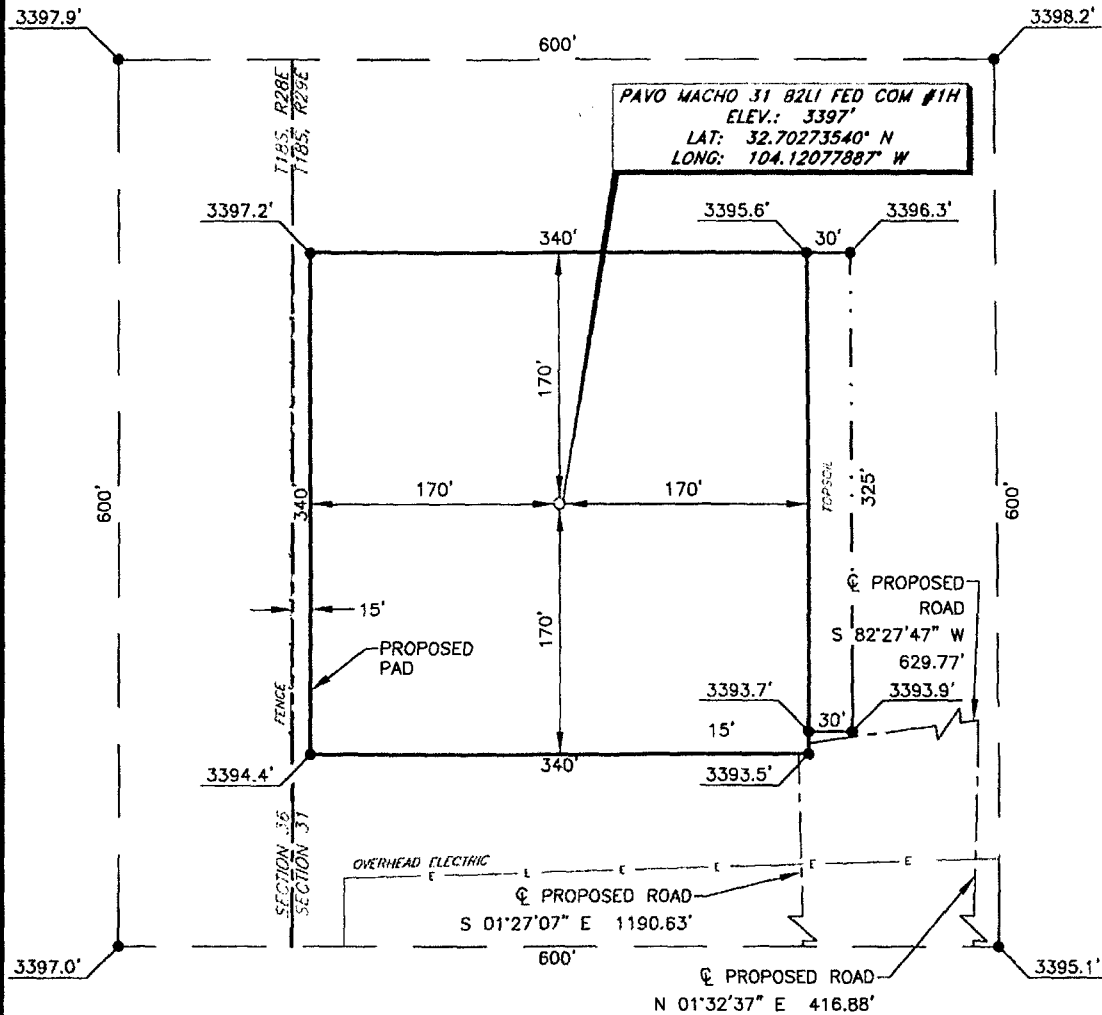 3397.9'
3398.2'
600'
T18S, R28E
T18S, R29E
PAVO MACHO 31 B2LI FED COM #1H
ELEV.: 3397'
LAT: 32.70273540° N
LONG: 104.12077887° W
3397.2'
340'
3395.6'
30'
3396.3'
170'
600'
340'
170'
170'
TOPSOIL
325'
600'
15'
170'
PROPOSED
PAD
℄ PROPOSED
ROAD
S 82°27'47" W
629.77'
FENCE
3393.7'
30'
3393.9'
15'
3394.4'
340'
3393.5'
SECTION 36
SECTION 31
OVERHEAD ELECTRIC
E
E
E
E
E
℄ PROPOSED ROAD
S 01°27'07" E 1190.63'
3397.0'
600'
3395.1'
℄ PROPOSED ROAD
N 01°32'37" E 416.88'